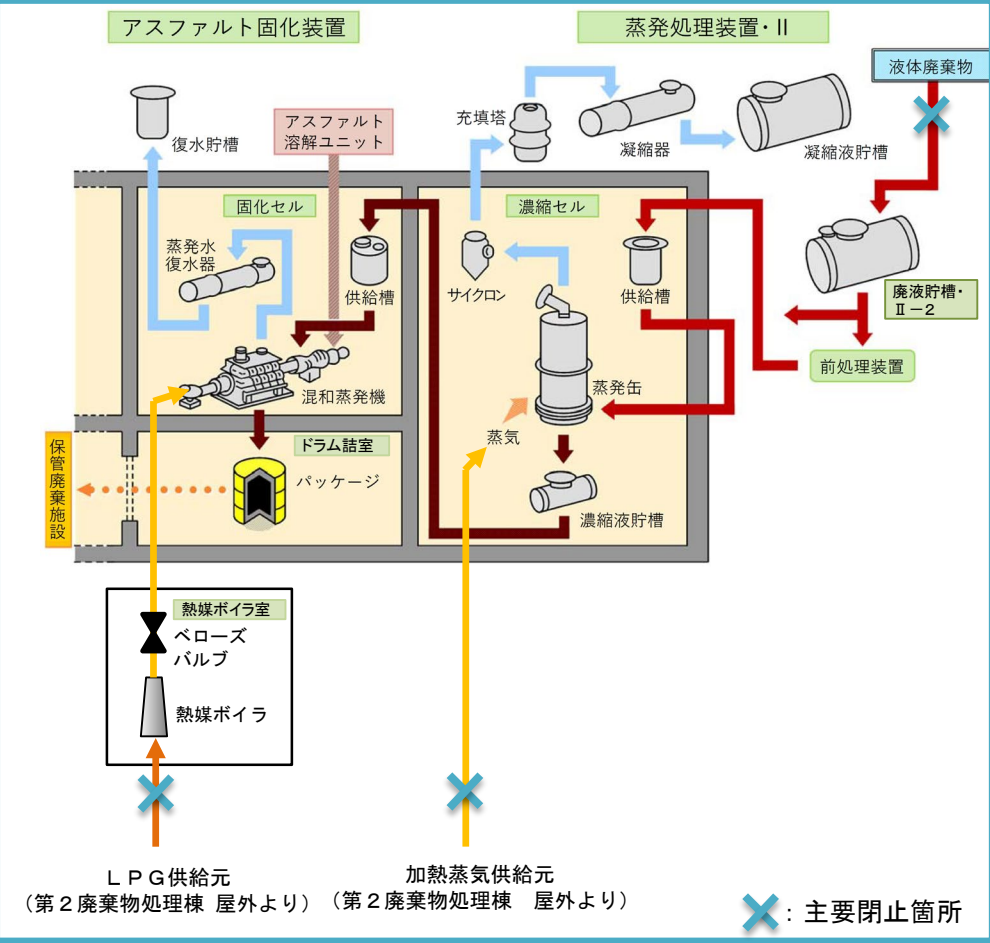 アスファルト固化装置
蒸発処理装置・Ⅱ
液体廃棄物
復水貯槽
アスファルト
溶解ユニット
充填塔
凝縮器
凝縮液貯槽
固化セル
濃縮セル
蒸発水
復水器
供給槽
サイクロン
供給槽
廃液貯槽・
Ⅱ－2
前処理装置
混和蒸発機
蒸発缶
蒸気
保管廃棄施設
ドラム詰室
パッケージ
濃縮液貯槽
熱媒ボイラ室
ベローズ
バルブ
熱媒ボイラ
ＬＰＧ供給元
（第２廃棄物処理棟 屋外より）
加熱蒸気供給元
（第２廃棄物処理棟　屋外より）
：主要閉止箇所